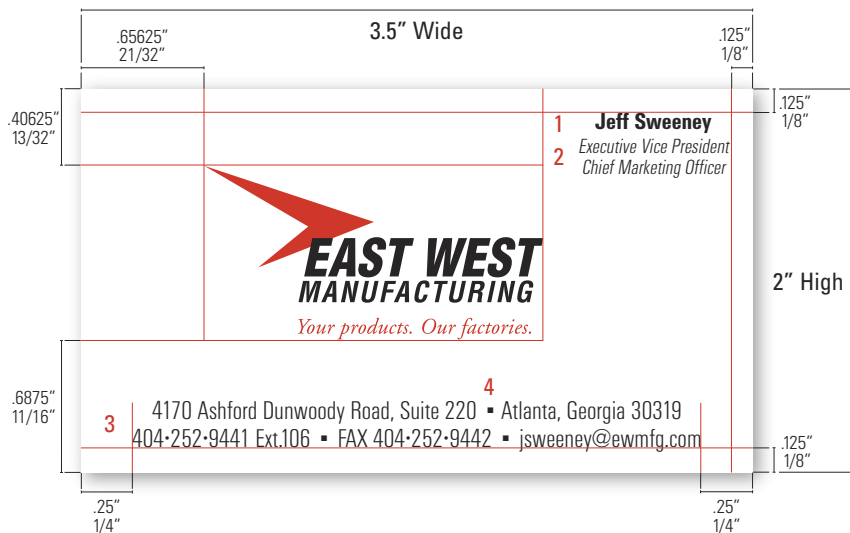 3.5” Wide
.65625”
21/32”
.125”
1/8”
.40625”
13/32”
.125”
1/8”
1 Jeff Sweeney
2 Executive Vice President
Chief Marketing Officer
EAST WEST
MANUFACTURING
Your products. Our factories.
2” High
.6875”
11/16”
4
3 4170 Ashford Dunwoody Road, Suite 220 ▪ Atlanta, Georgia 30319
404•252•9441 Ext.106 ▪ FAX 404•252•9442 ▪ jsweeney@ewmfg.com
.125”
1/8”
.25”
1/4”
.25”
1/4”